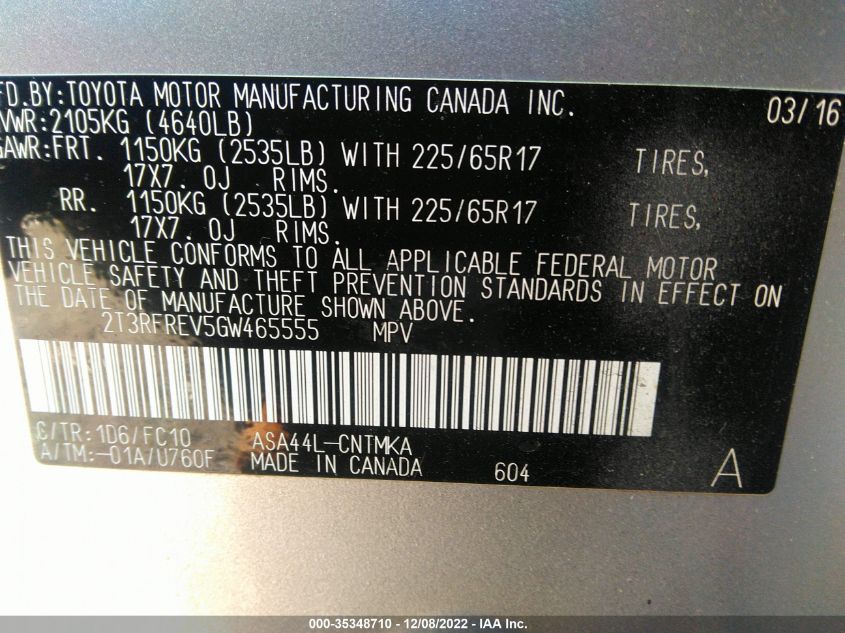 FD.BY:TOYOTA MOTOR MANUFACTURING CANADA INC. 03/16
VWR:2105KG (4640LB)
GAWR:FRT. 1150KG (2535LB) WITH 225/65R17 TIRES,
17X7.0J RIMS.
RR. 1150KG (2535LB) WITH 225/65R17 TIRES,
17X7.0J RIMS.
THIS VEHICLE CONFORMS TO ALL APPLICABLE FEDERAL MOTOR
VEHICLE SAFETY AND THEFT PREVENTION STANDARDS IN EFFECT ON
THE DATE OF MANUFACTURE SHOWN ABOVE.
2T3RFREV5GW465555 MPV
C/TR:1D6/FC10 ASA44L-CNTMKA
A/TM:-01A/U760F MADE IN CANADA 604 A
000-35348710 - 12/08/2022 - IAA Inc.